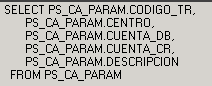 SELECT PS_CA_PARAM.CODIGO_TR,
PS_CA_PARAM.CENTRO,
PS_CA_PARAM.CUENTA_DB,
PS_CA_PARAM.CUENTA_CR,
PS_CA_PARAM.DESCRIPCION
FROM PS_CA_PARAM